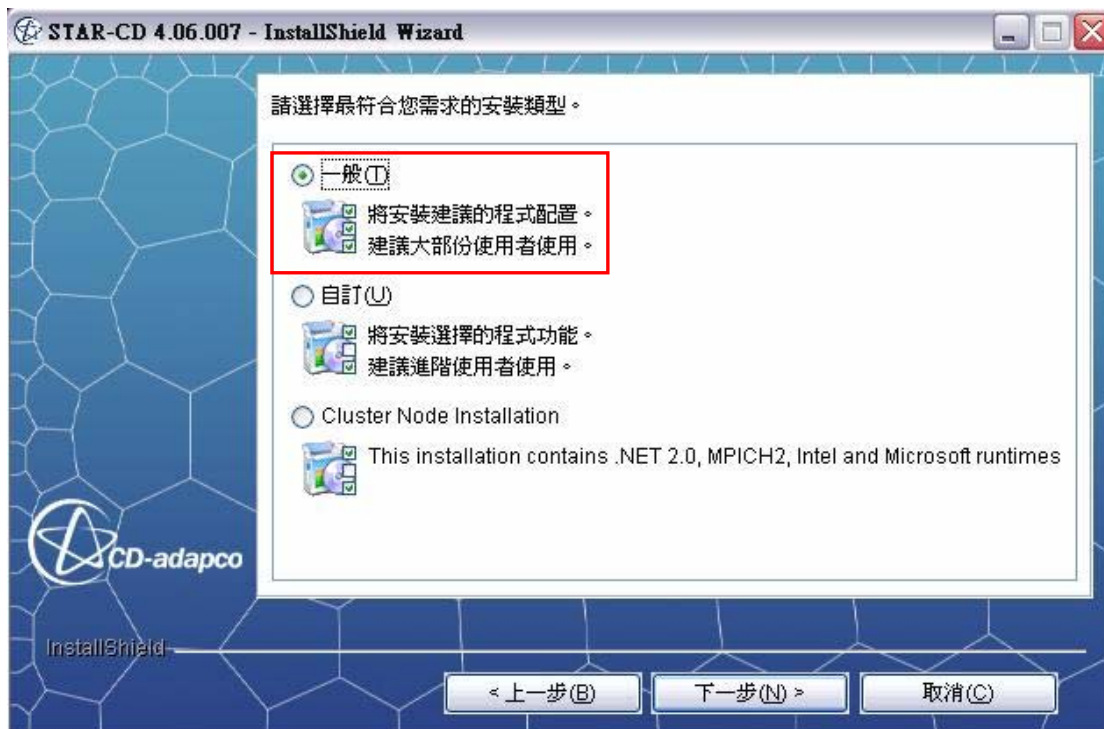 STAR-CD 4.06.007 - InstallShield Wizard
請選擇最符合您需求的安裝類型。
一般(T)
將安裝建議的程式配置。
建議大部份使用者使用。
自訂(U)
將安裝選擇的程式功能。
建議進階使用者使用。
Cluster Node Installation
This installation contains .NET 2.0, MPICH2, Intel and Microsoft runtimes
CD-adapco
InstallShield
<上一步(B)
下一步(N)>
取消(C)